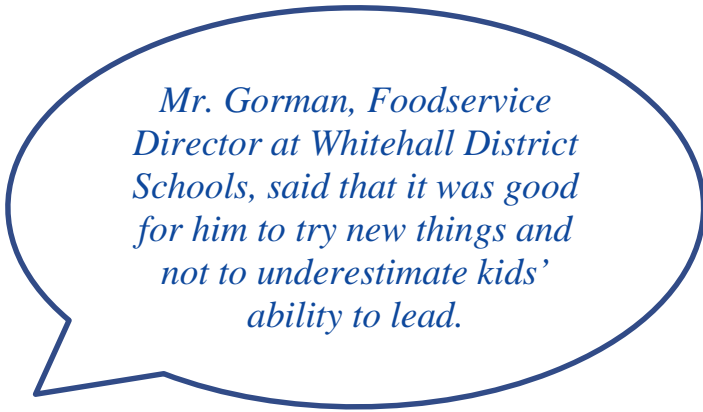 Mr. Gorman, Foodservice
Director at Whitehall District
Schools, said that it was good
for him to try new things and
not to underestimate kids’
ability to lead.